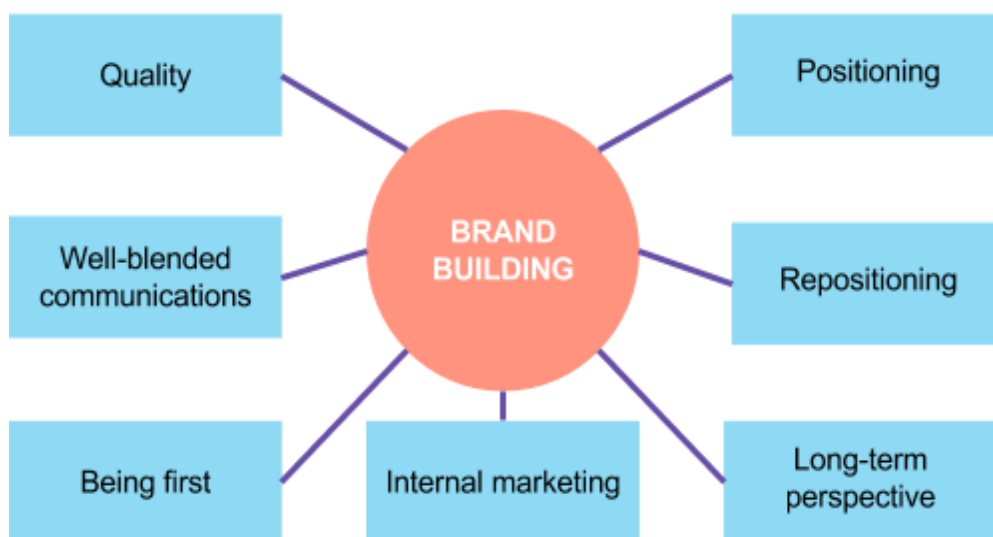 Quality
Positioning
BRAND
BUILDING
Well-blended
communications
Repositioning
Being first
Internal marketing
Long-term
perspective